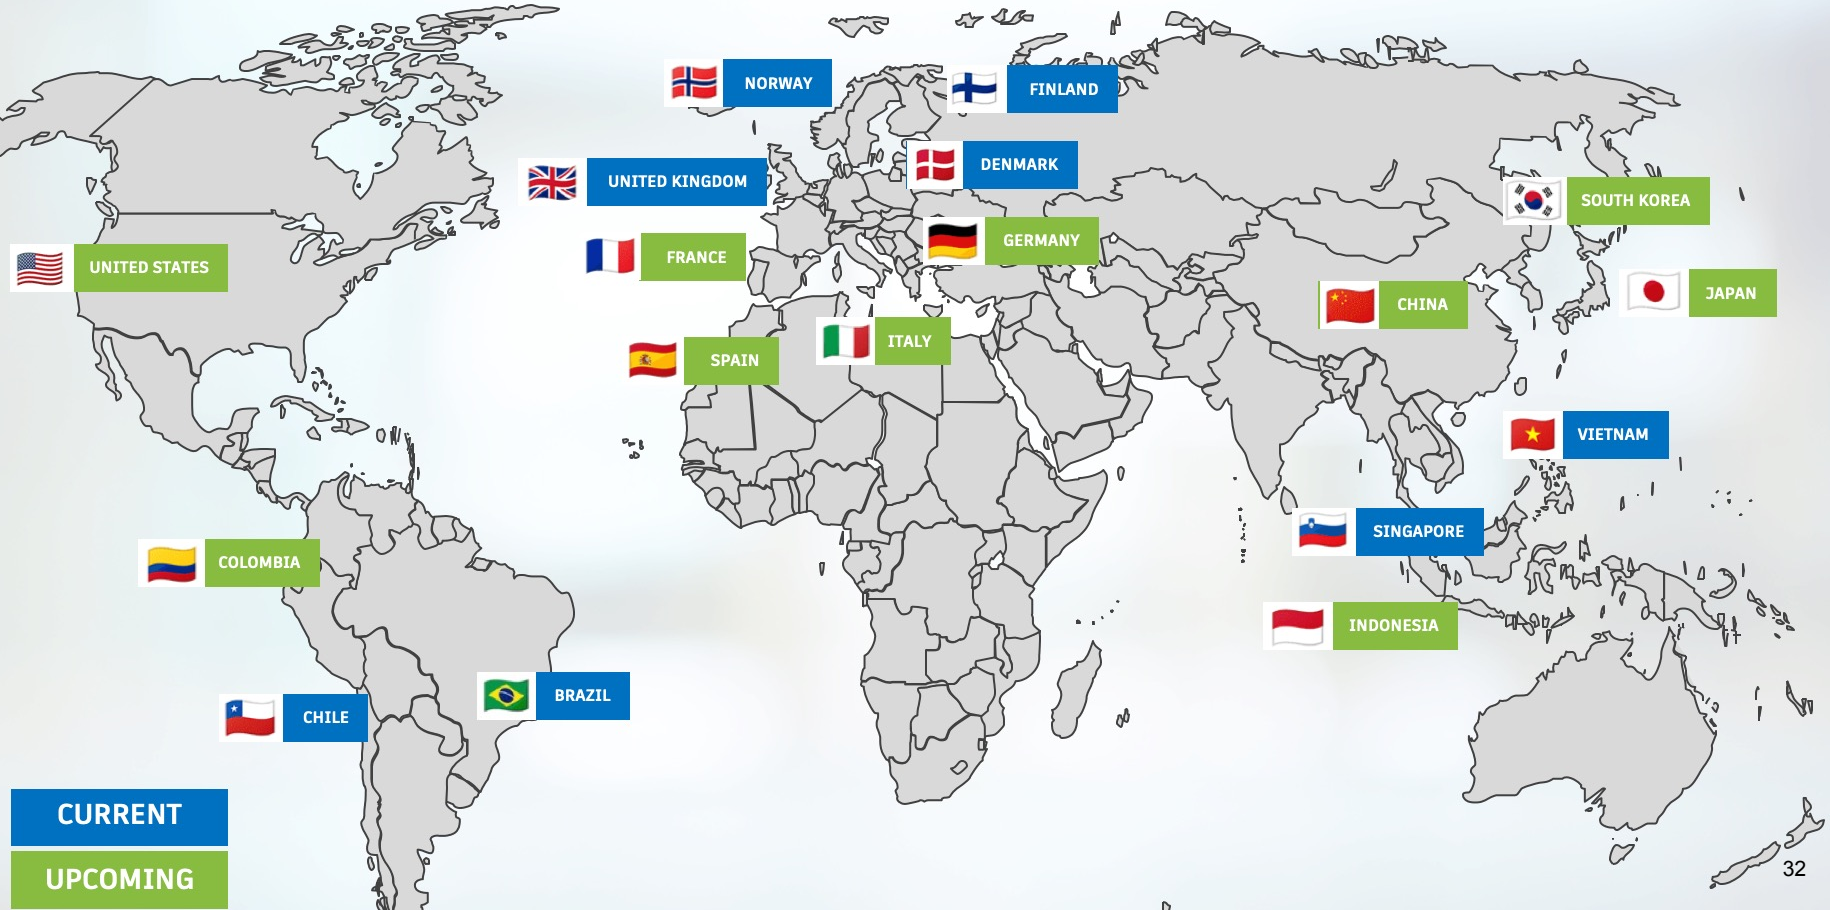 NORWAY
FINLAND
DENMARK
UNITED KINGDOM
SOUTH KOREA
FRANCE
GERMANY
UNITED STATES
CHINA
JAPAN
ITALY
SPAIN
VIETNAM
SINGAPORE
COLOMBIA
INDONESIA
BRAZIL
CHILE
CURRENT
UPCOMING
32